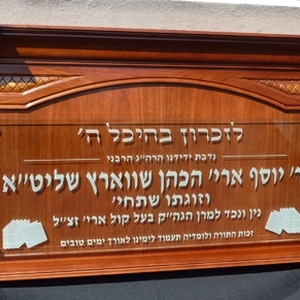 לזכרון בהיכל ה׳
נדבת ידידנו הרה״ג הרבני
ר׳ יוסף ארי׳ הכהן שווארץ שליט״א
וזוגתו שתחי׳
נין ונכד למרן הגה״ק בעל קול ארי׳ זצ״ל
זכות התורה ולומדיה תעמוד לימינו לאורך ימים טובים